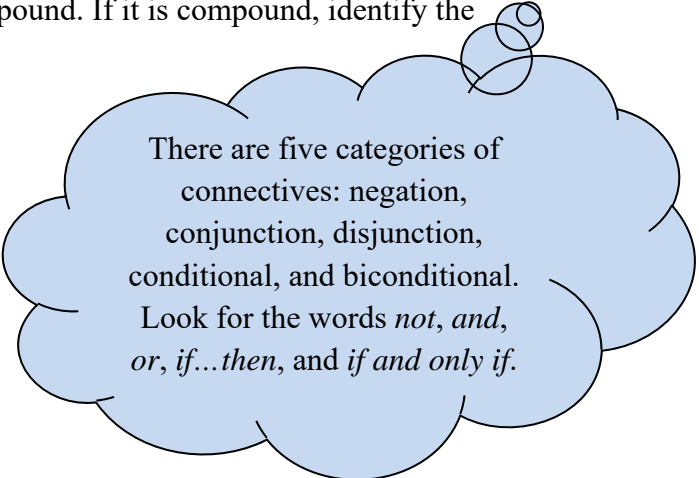 pound. If it is compound, identify the
There are five categories of
connectives: negation,
conjunction, disjunction,
conditional, and biconditional.
Look for the words not, and,
or, if…then, and if and only if.